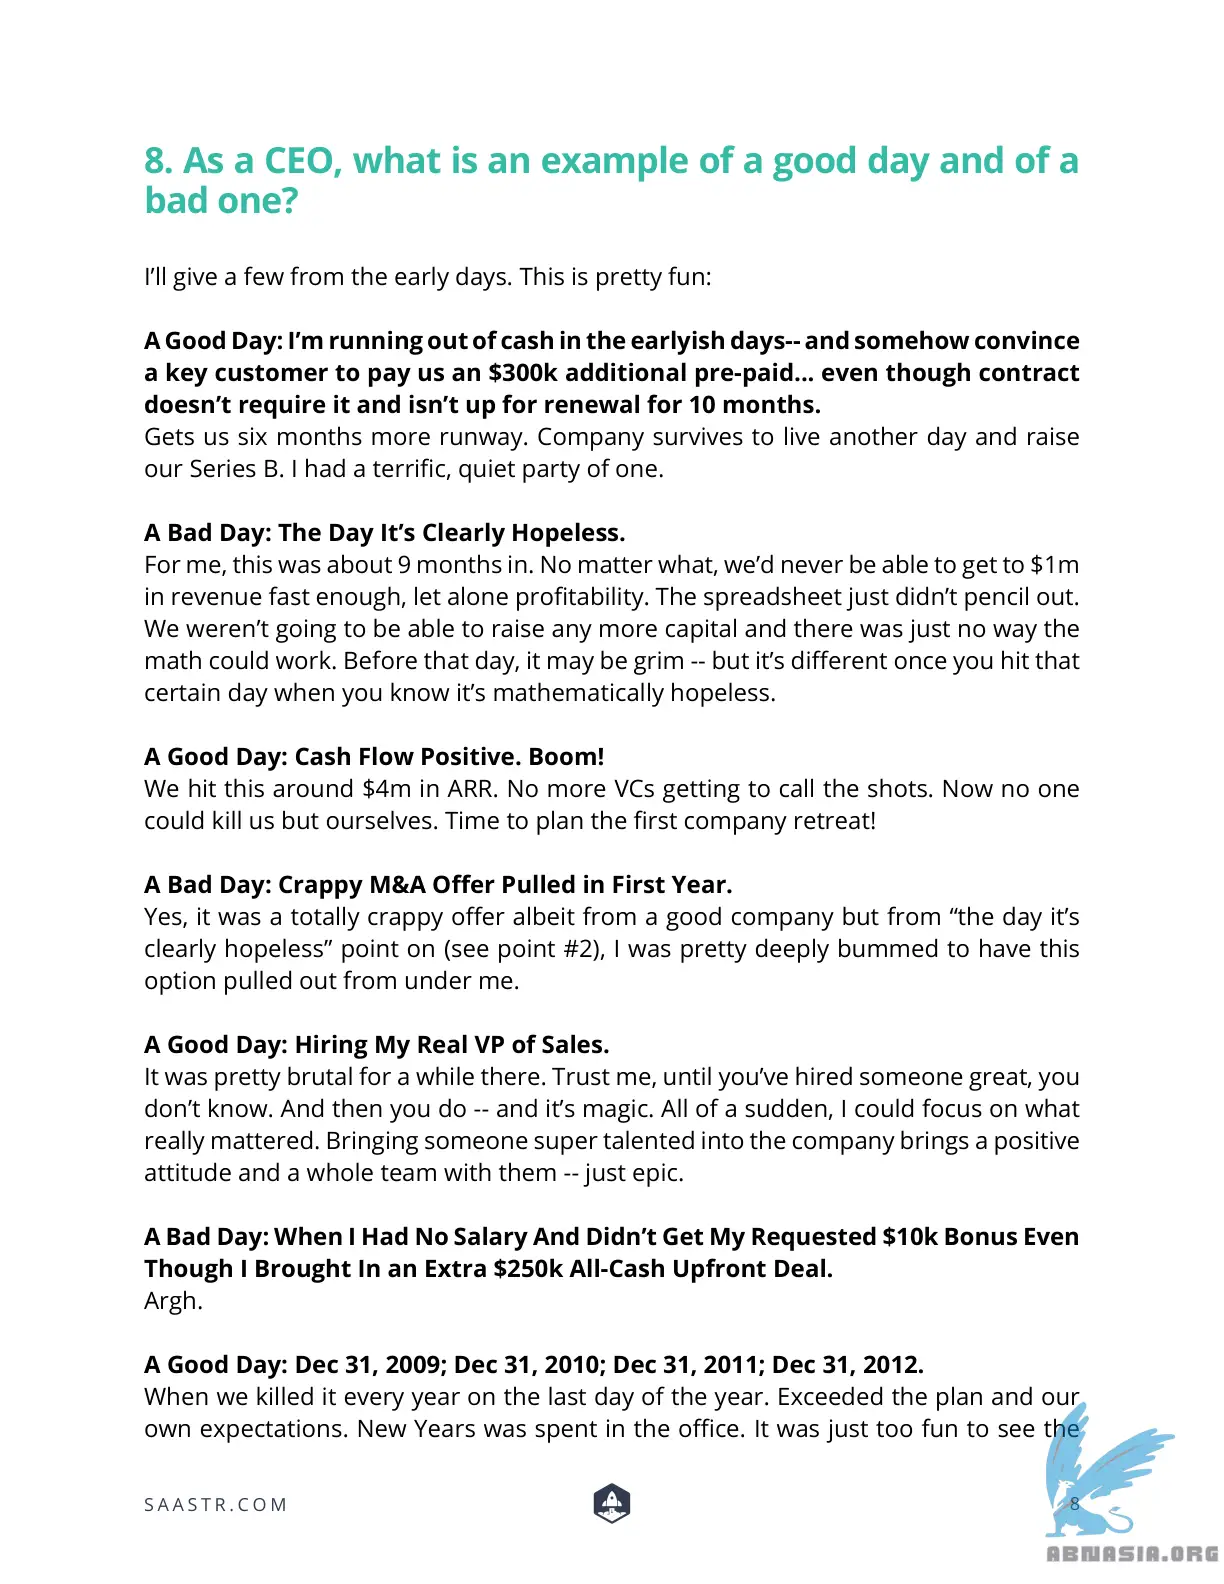 8. As a CEO, what is an example of a good day and of a
bad one?
I’ll give a few from the early days. This is pretty fun:
A Good Day: I’m running out of cash in the earlyish days-- and somehow convince
a key customer to pay us an $300k additional pre-paid... even though contract
doesn’t require it and isn’t up for renewal for 10 months.
Gets us six months more runway. Company survives to live another day and raise
our Series B. I had a terrific, quiet party of one.
A Bad Day: The Day It’s Clearly Hopeless.
For me, this was about 9 months in. No matter what, we’d never be able to get to $1m
in revenue fast enough, let alone profitability. The spreadsheet just didn’t pencil out.
We weren’t going to be able to raise any more capital and there was just no way the
math could work. Before that day, it may be grim -- but it’s different once you hit that
certain day when you know it’s mathematically hopeless.
A Good Day: Cash Flow Positive. Boom!
We hit this around $4m in ARR. No more VCs getting to call the shots. Now no one
could kill us but ourselves. Time to plan the first company retreat!
A Bad Day: Crappy M&A Offer Pulled in First Year.
Yes, it was a totally crappy offer albeit from a good company but from “the day it’s
clearly hopeless” point on (see point #2), I was pretty deeply bummed to have this
option pulled out from under me.
A Good Day: Hiring My Real VP of Sales.
It was pretty brutal for a while there. Trust me, until you’ve hired someone great, you
don’t know. And then you do -- and it’s magic. All of a sudden, I could focus on what
really mattered. Bringing someone super talented into the company brings a positive
attitude and a whole team with them -- just epic.
A Bad Day: When I Had No Salary And Didn’t Get My Requested $10k Bonus Even
Though I Brought In an Extra $250k All-Cash Upfront Deal.
Argh.
A Good Day: Dec 31, 2009; Dec 31, 2010; Dec 31, 2011; Dec 31, 2012.
When we killed it every year on the last day of the year. Exceeded the plan and our
own expectations. New Years was spent in the office. It was just too fun to see the
SAASTR.COM
8
ABNASIA.ORG